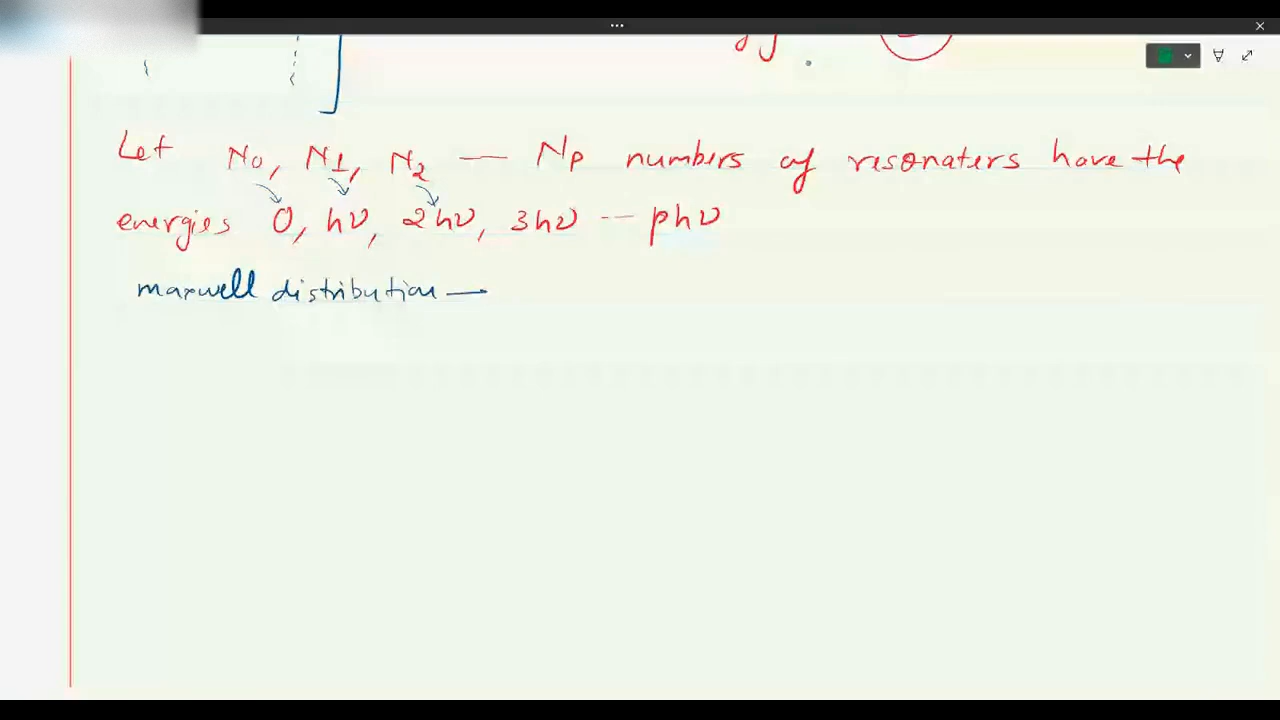 Let N₀, N₁, N₂ — Np numbers of resonaters have the
energies 0, hν, 2hν, 3hν --- phν
maxwell distribution —